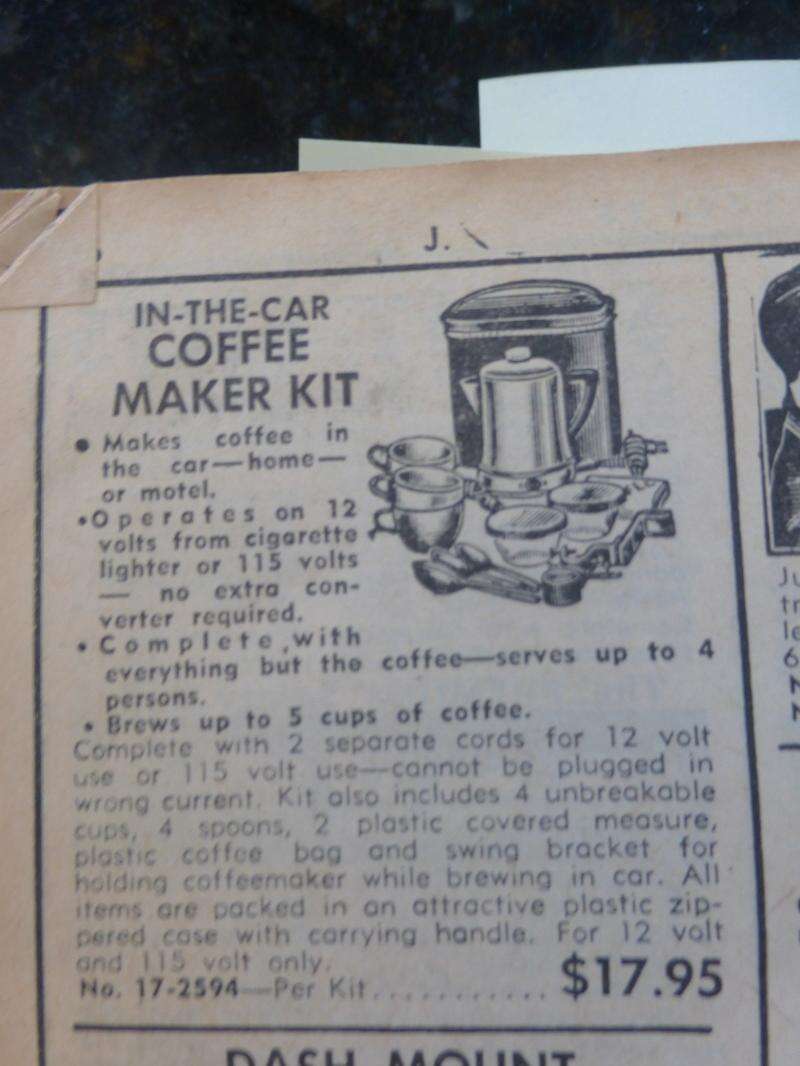 J.
IN-THE-CAR
COFFEE
MAKER KIT
• Makes coffee in
the car—home—
or motel.
•Operates on 12
volts from cigarette
lighter or 115 volts
— no extra con-
verter required.
• Complete with
everything but the coffee—serves up to 4
persons.
• Brews up to 5 cups of coffee.
Complete with 2 separate cords for 12 volt
use or 115 volt use—cannot be plugged in
wrong current. Kit also includes 4 unbreakable
cups, 4 spoons, 2 plastic covered measure,
plastic coffee bag and swing bracket for
holding coffeemaker while brewing in car. All
items are packed in an attractive plastic zip-
pered case with carrying handle. For 12 volt
and 115 volt only.
No. 17-2594—Per Kit........... $17.95
DASH MOUNT